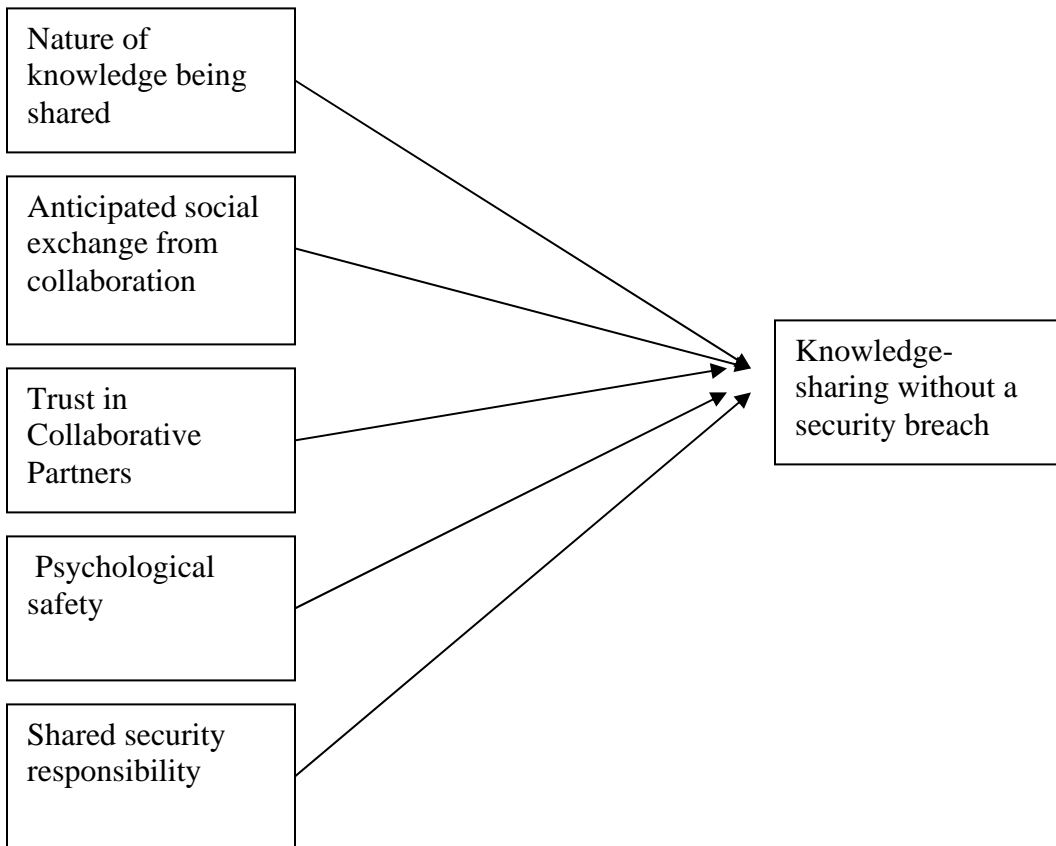 Nature of
knowledge being
shared
Anticipated social
exchange from
collaboration
Trust in
Collaborative
Partners
Psychological
safety
Shared security
responsibility
Knowledge-
sharing without a
security breach